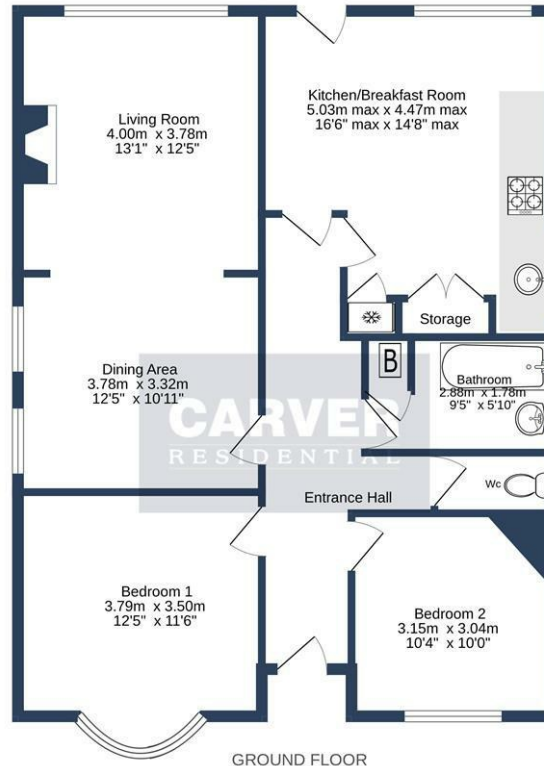 Living Room
4.00m x 3.78m
13'1" x 12'5"
Kitchen/Breakfast Room
5.03m max x 4.47m max
16'6" max x 14'8" max
Storage
Dining Area
3.78m x 3.32m
12'5" x 10'11"
B
Bathroom
2.88m x 1.78m
9'5" x 5'10"
CARVER
RESIDENTIAL
Entrance Hall
Wc
Bedroom 1
3.79m x 3.50m
12'5" x 11'6"
Bedroom 2
3.15m x 3.04m
10'4" x 10'0"
GROUND FLOOR